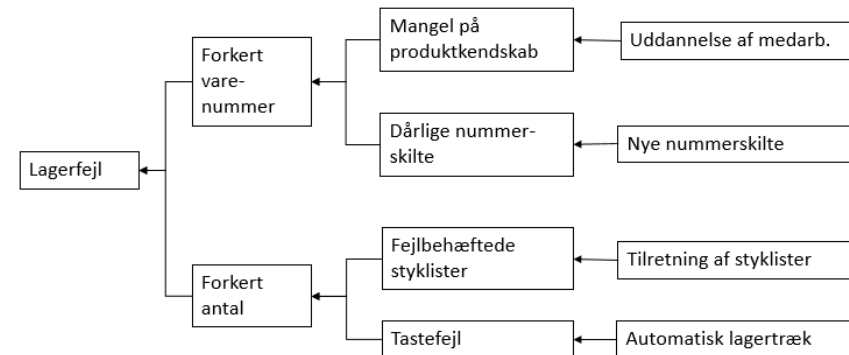 Lagerfejl
Forkert
vare-
nummer
Forkert
antal
Mangel på
produktkendskab
Dårlige nummer-
skilte
Fejlbehæftede
styklister
Tastefejl
Uddannelse af medarb.
Nye nummerskilte
Tilretning af styklister
Automatisk lagertræk